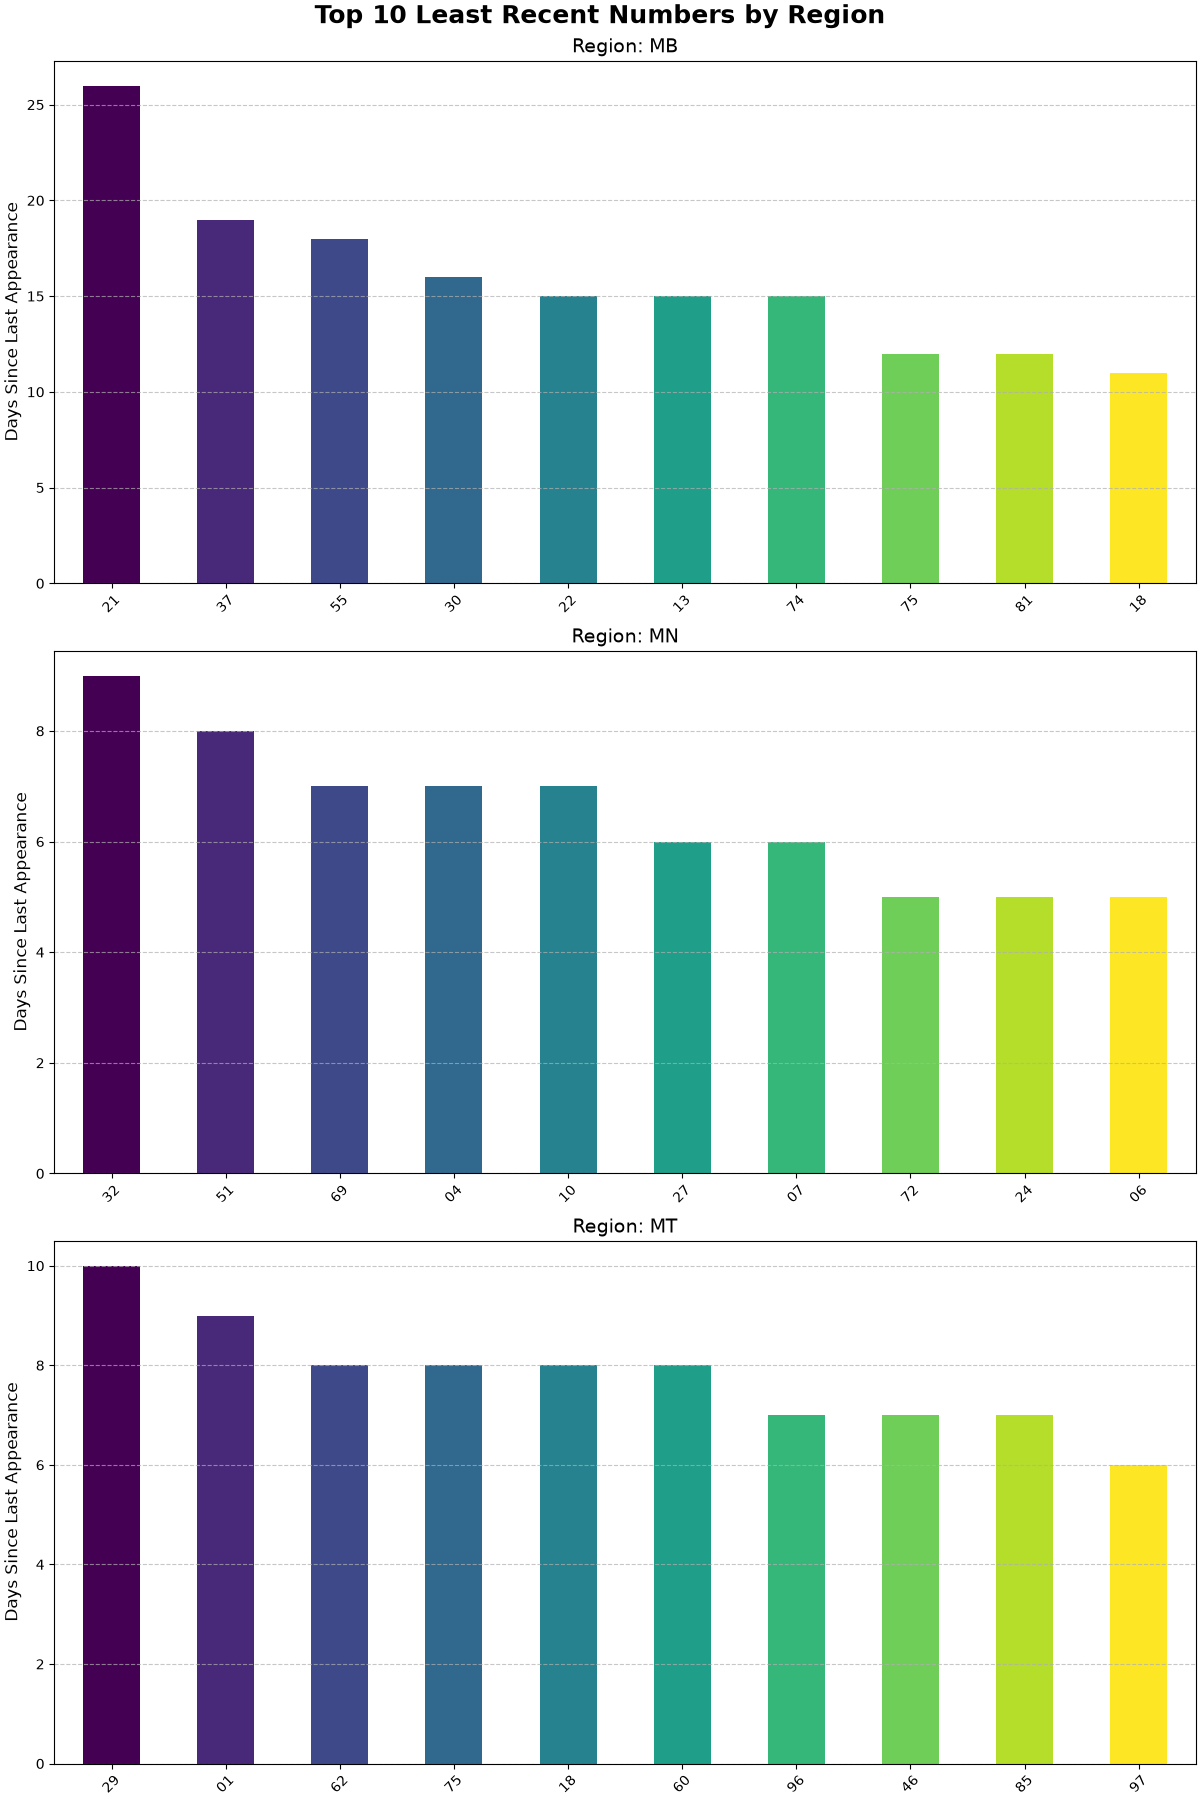 Top 10 Least Recent Numbers by Region
Region: MB
Days Since Last Appearance
25
20
15
10
5
0
21 37 55 30 22 13 74 75 81 18
Region: MN
Days Since Last Appearance
8
6
4
2
0
32 51 69 04 10 27 07 72 24 06
Region: MT
Days Since Last Appearance
10
8
6
4
2
0
29 01 62 75 18 60 96 46 85 97